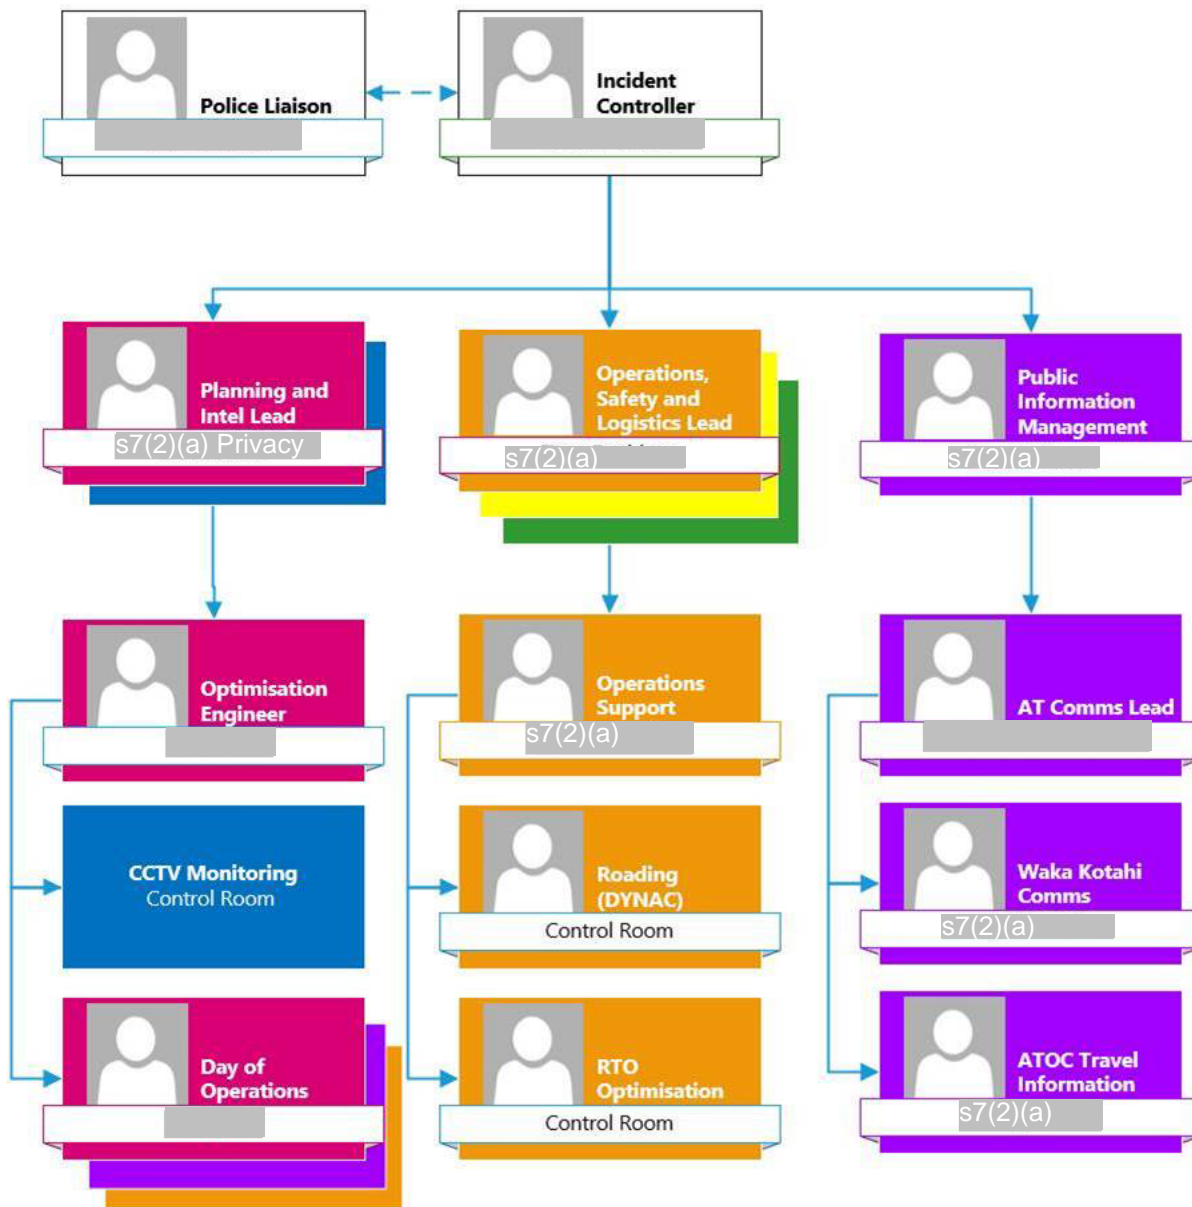 Police Liaison
Incident
Controller
Planning and
Intel Lead
s7(2)(a) Privacy
Operations,
Safety and
Logistics Lead
s7(2)(a)
Public
Information
Management
s7(2)(a)
Optimisation
Engineer
Operations
Support
s7(2)(a)
AT Comms Lead
CCTV Monitoring
Control Room
Roading
(DYNAC)
Control Room
Waka Kotahi
Comms
s7(2)(a)
Day of
Operations
RTO
Optimisation
Control Room
ATOC Travel
Information
s7(2)(a)